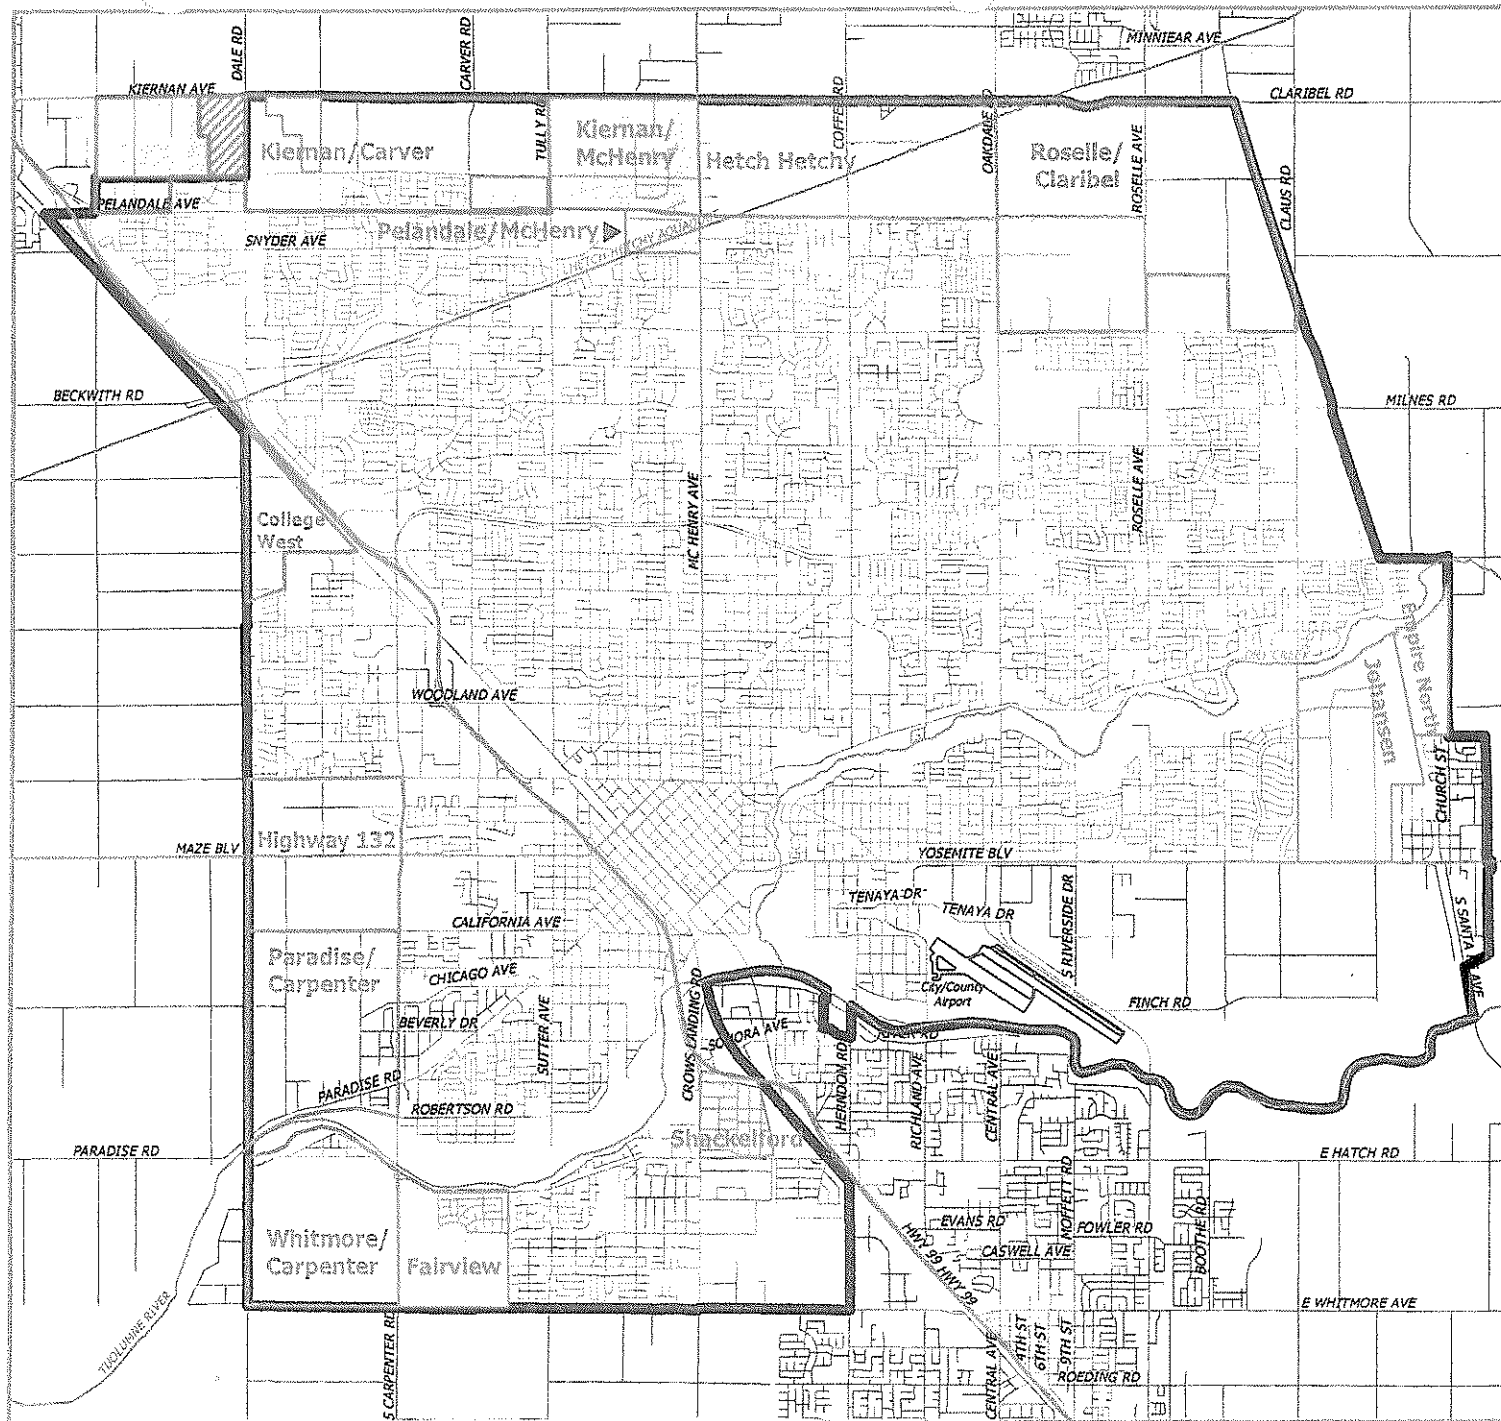 MINNIEAR AVE
DALE RD
CARVER RD
KIERNAN AVE
CLARIBEL RD
TULLY RD
COFFEE RD
OAKDALE RD
ROSELLE AVE
CLAUS RD
Kiernan/Carver
Kiernan/
McHenry
Hetch Hetchy
Roselle/
Claribel
PELANDALE AVE
SNYDER AVE
Pelandale/McHenry
BECKWITH RD
MILNES RD
MC HENRY AVE
ROSELLE AVE
College
West
Empire North
Johansen
WOODLAND AVE
CHURCH ST
Highway 132
MAZE BLV
YOSEMITE BLV
TENAYA DR
TENAYA DR
S RIVERSIDE DR
S SANTA
AVE
CALIFORNIA AVE
Paradise/
Carpenter
CHICAGO AVE
City/County
Airport
FINCH RD
BEVERLY DR
SUTTER AVE
CROWS LANDING RD
SONORA AVE
HERNDON RD
RICHLAND AVE
CENTRAL AVE
PARADISE RD
ROBERTSON RD
Shackelford
PARADISE RD
E HATCH RD
MOFFETT RD
BOOTHE RD
EVANS RD
FOWLER RD
CASWELL AVE
Whitmore/
Carpenter
Fairview
HWY 99 HWY 99
E WHITMORE AVE
TUOLUMNE RIVER
S CARPENTER RD
CENTRAL AVE
4TH ST
6TH ST
9TH ST
ROEDING RD